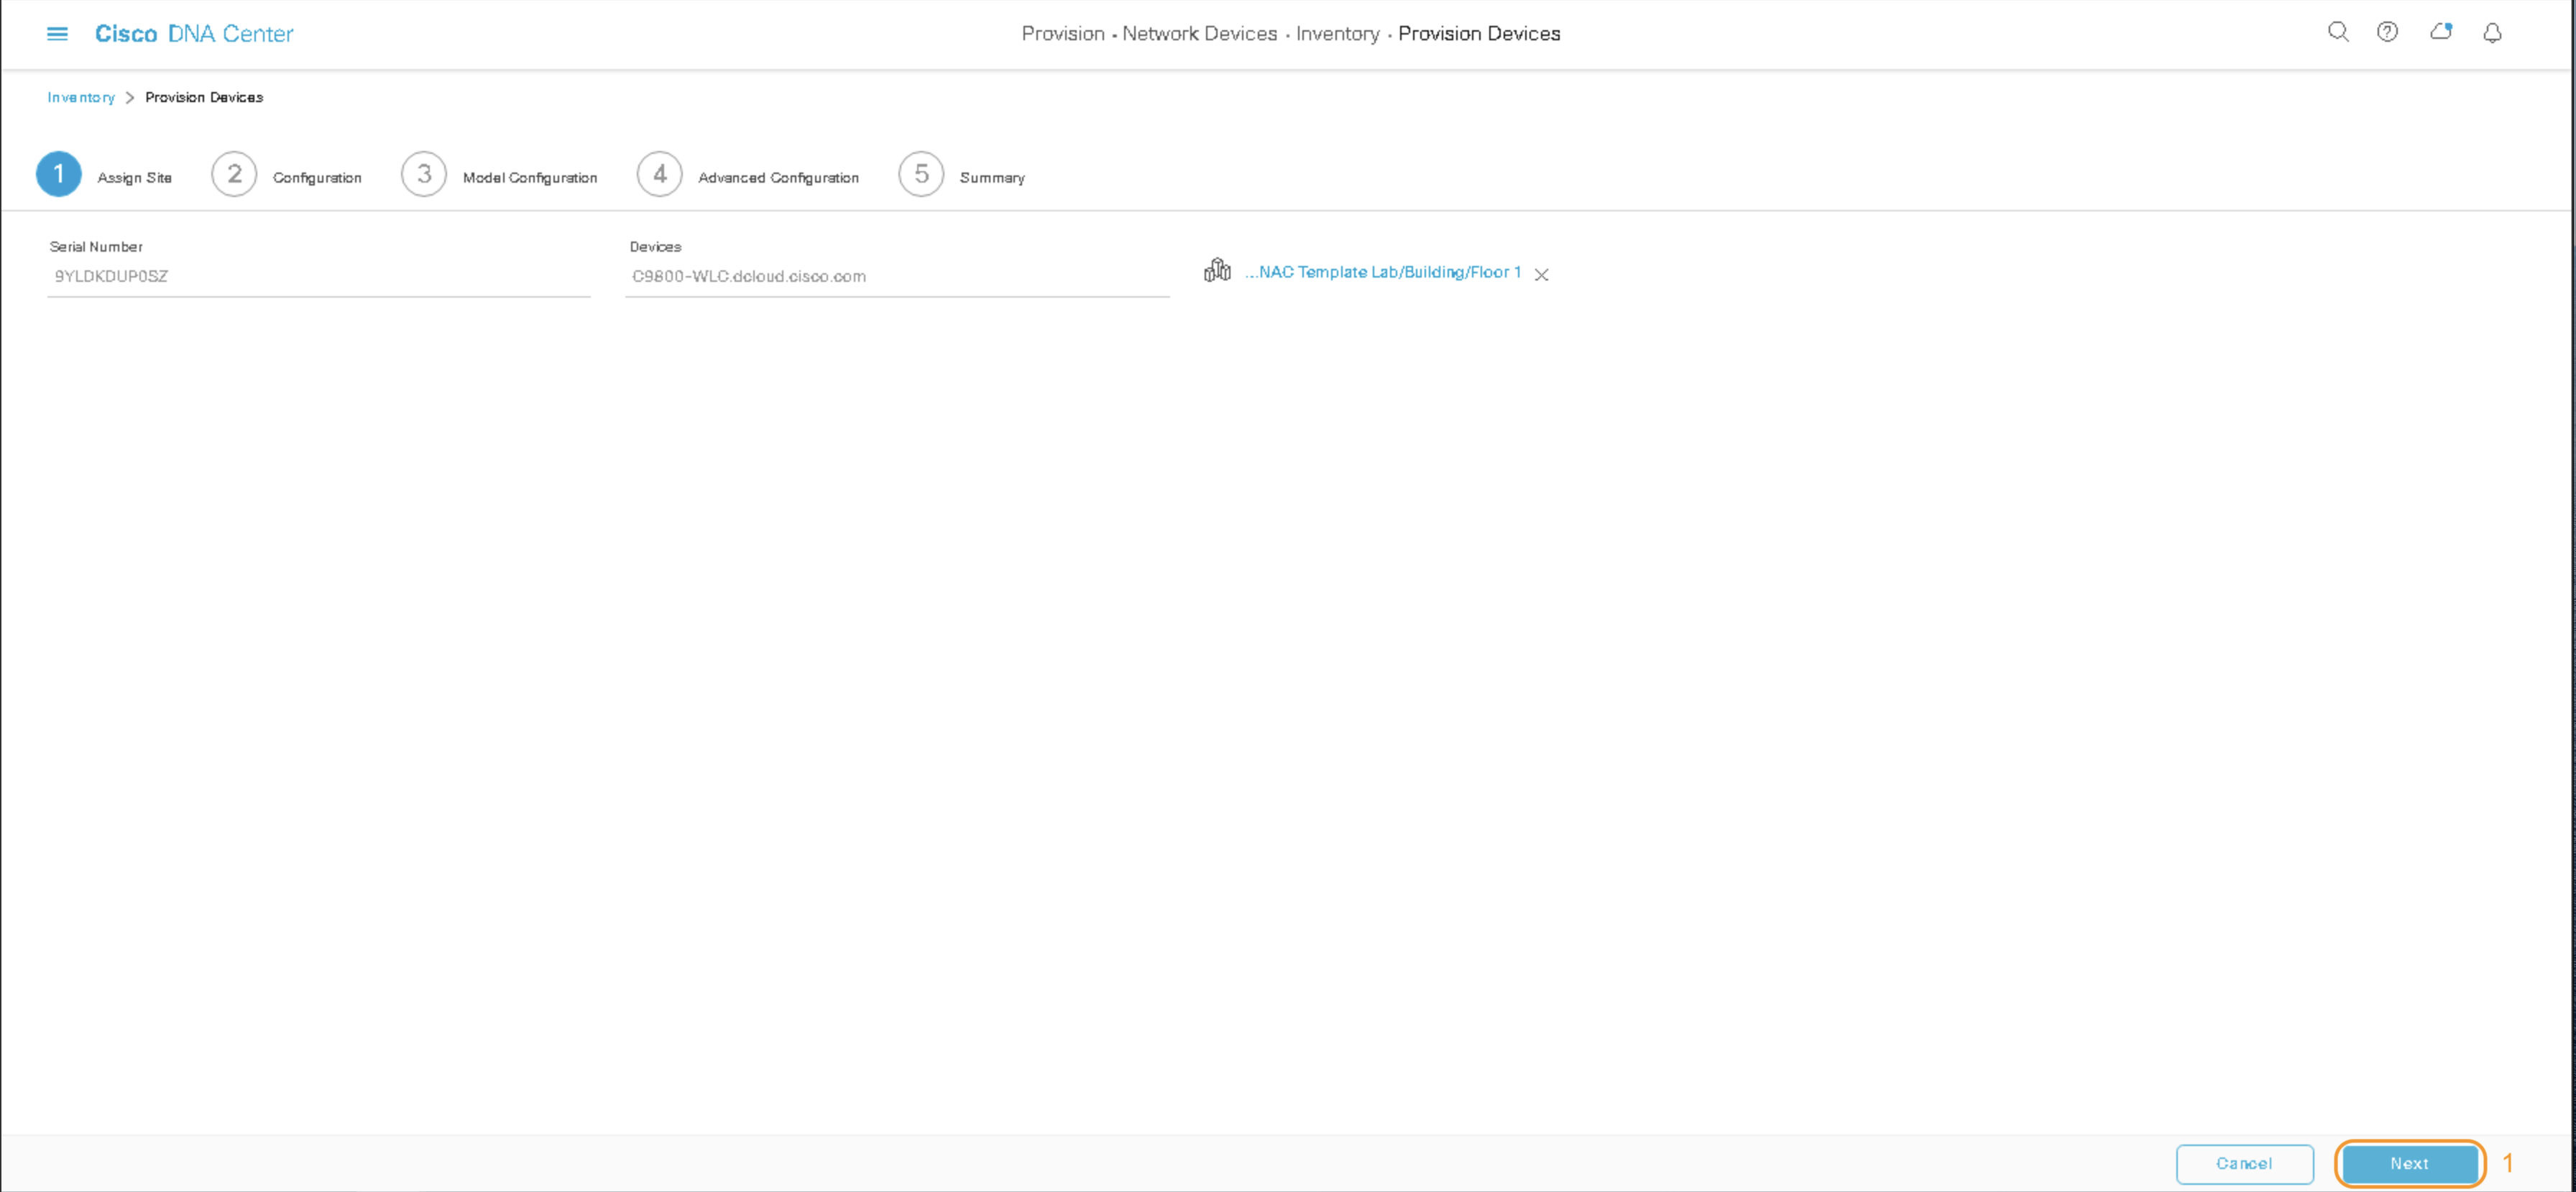 Cisco DNA Center
Provision · Network Devices · Inventory · Provision Devices
Inventory > Provision Devices
1 Assign Site 2 Configuration 3 Model Configuration 4 Advanced Configuration 5 Summary
Serial Number Devices
9YLDKDUP0SZ C9800-WLC.dcloud.cisco.com ...NAC Template Lab/Building/Floor 1
Cancel Next 1